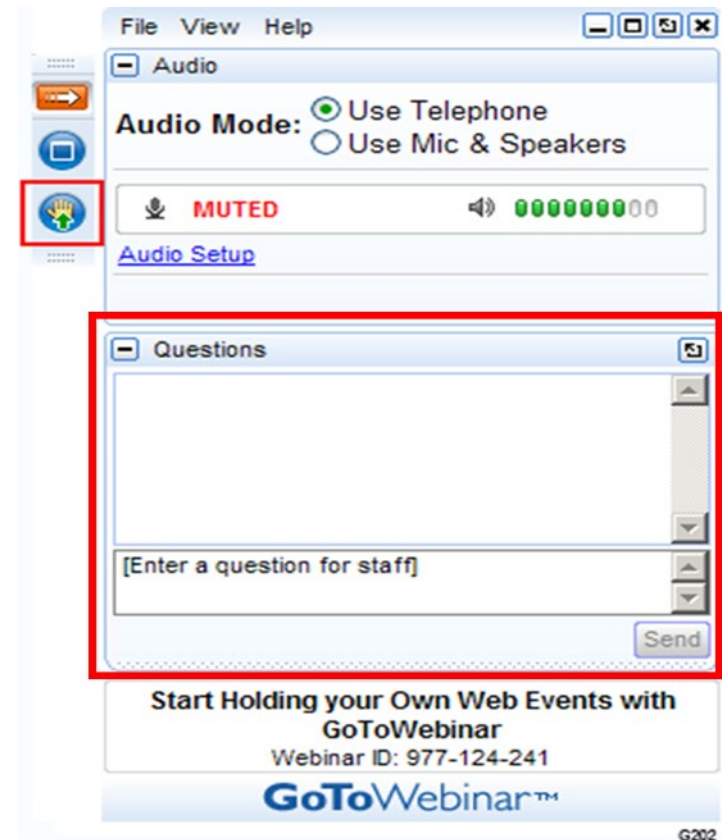 File View Help
Audio
Audio Mode: Use Telephone
Use Mic & Speakers
MUTED
Audio Setup
Questions
[Enter a question for staff]
Send
Start Holding your Own Web Events with
GoToWebinar
Webinar ID: 977-124-241
GoToWebinar™
G202